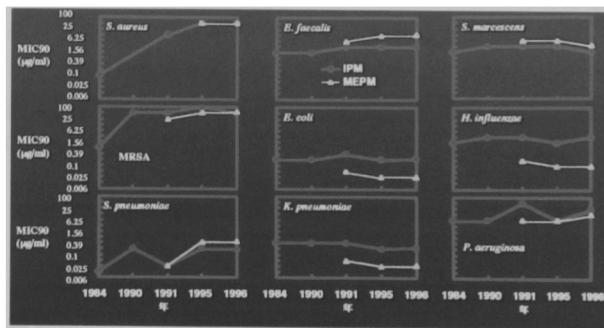 S. aureus
E. faecalis
S. marcescens
MIC90
(μg/ml)
100
25
6.25
1.56
0.39
0.1
0.025
0.006
IPM
MEPM
MIC90
(μg/ml)
100
25
6.25
1.56
0.39
0.1
0.025
0.006
MRSA
E. coli
H. influenzae
MIC90
(μg/ml)
100
25
6.25
1.56
0.39
0.1
0.025
0.006
S. pneumoniae
K. pneumoniae
P. aeruginosa
1984 1990 1991 1995 1996
年
1984 1990 1991 1995 1996
年
1984 1990 1991 1995 1996
年